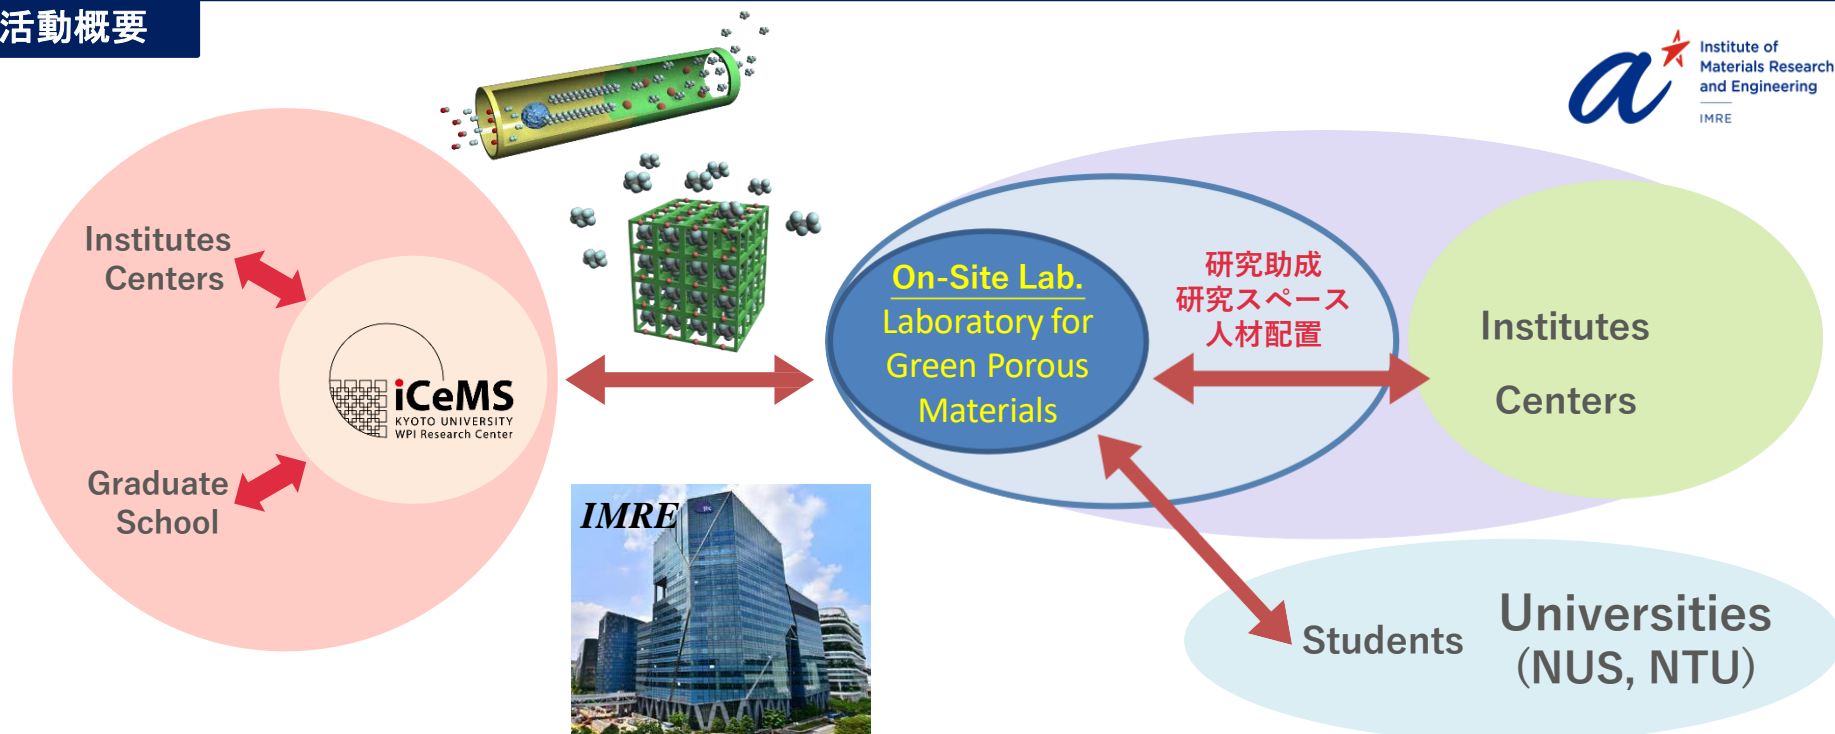 活動概要
Institute of
Materials Research
and Engineering
IMRE
Institutes
Centers
iCeMS
KYOTO UNIVERSITY
WPI Research Center
Graduate
School
On-Site Lab.
Laboratory for
Green Porous
Materials
研究助成
研究スペース
人材配置
Institutes
Centers
IMRE
Students
Universities
(NUS, NTU)